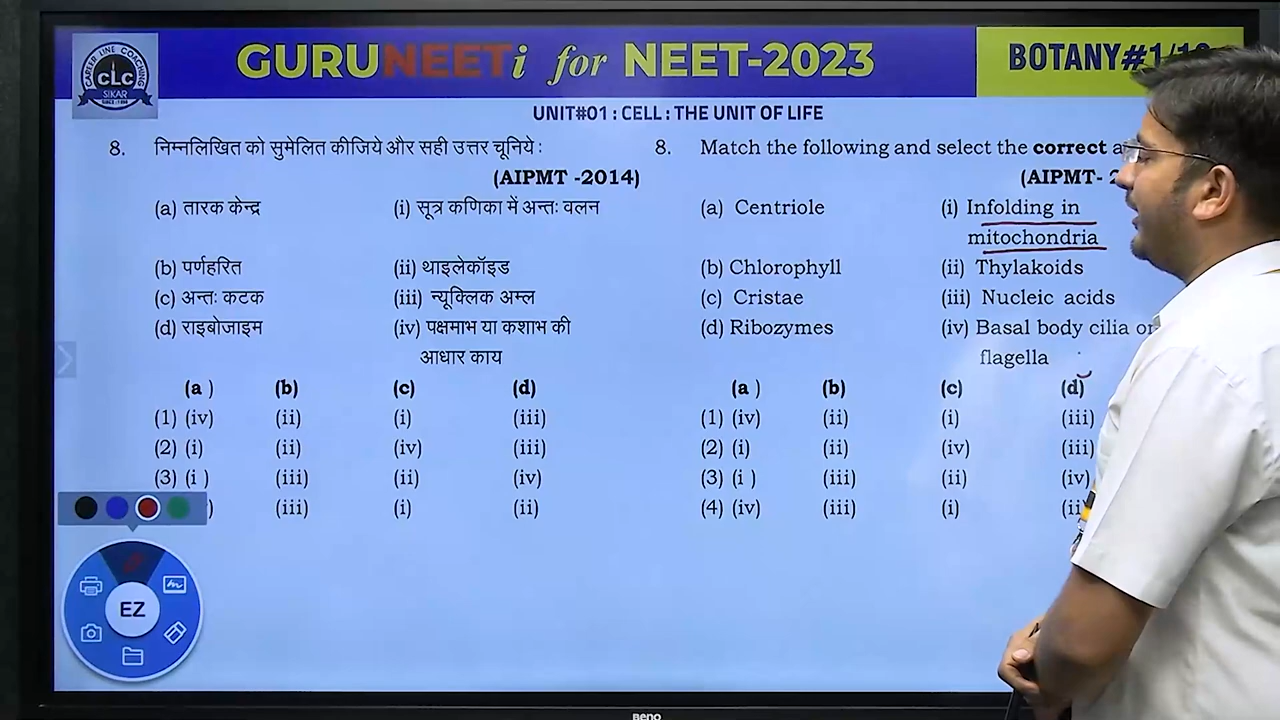 CAREER LINE COACHING
CLC
SIKAR
SINCE : 1996
GURUNEETi for NEET-2023
BOTANY#1/
UNIT#01 : CELL : THE UNIT OF LIFE
8. निम्नलिखित को सुमेलित कीजिये और सही उत्तर चूनिये :
(AIPMT -2014)
(a) तारक केन्द्र (i) सूत्र कणिका में अन्तः वलन
(b) पर्णहरित (ii) थाइलेकॉइड
(c) अन्तः कटक (iii) न्यूक्लिक अम्ल
(d) राइबोजाइम (iv) पक्षमाभ या कशाभ की
आधार काय
(a ) (b) (c) (d)
(1) (iv) (ii) (i) (iii)
(2) (i) (ii) (iv) (iii)
(3) (i ) (iii) (ii) (iv)
) (iii) (i) (ii)
8. Match the following and select the correct a
(AIPMT-
(a) Centriole (i) Infolding in
mitochondria
(b) Chlorophyll (ii) Thylakoids
(c) Cristae (iii) Nucleic acids
(d) Ribozymes (iv) Basal body cilia or
flagella
(a ) (b) (c) (d)
(1) (iv) (ii) (i) (iii)
(2) (i) (ii) (iv) (iii)
(3) (i ) (iii) (ii) (iv)
(4) (iv) (iii) (i) (ii
EZ
BenQ